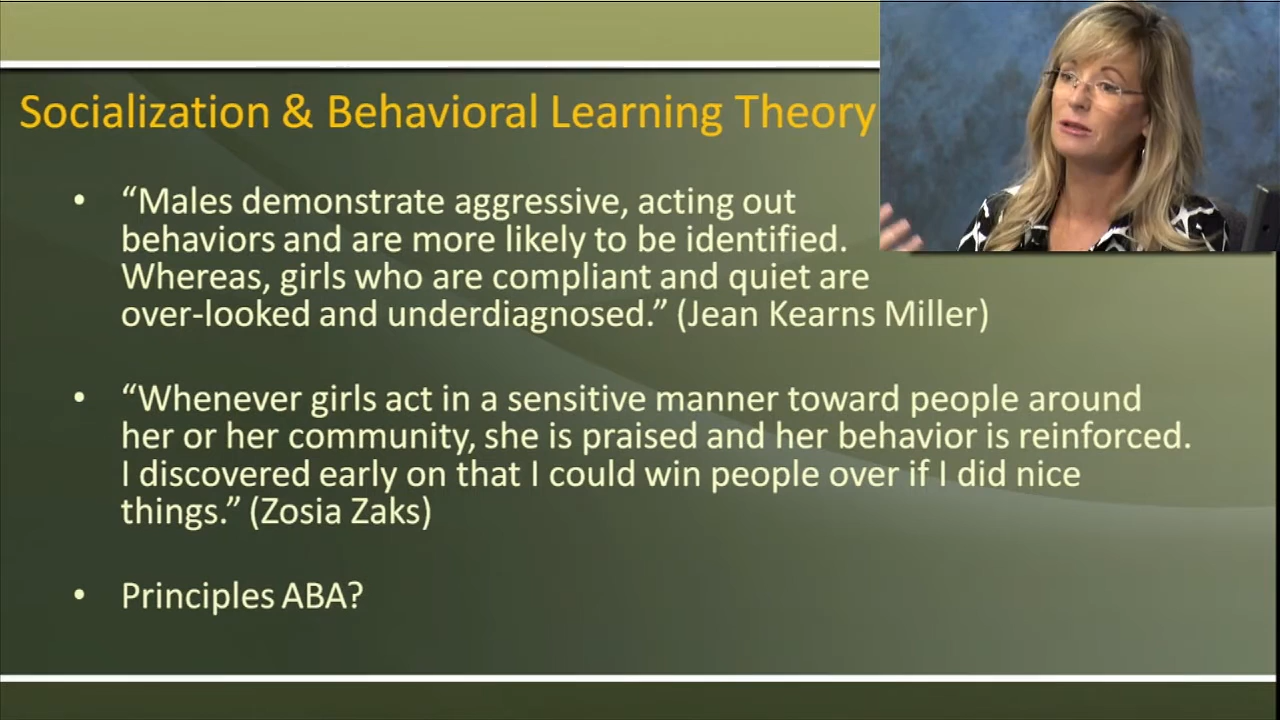 Socialization & Behavioral Learning Theory
• “Males demonstrate aggressive, acting out
behaviors and are more likely to be identified.
Whereas, girls who are compliant and quiet are
over-looked and underdiagnosed.” (Jean Kearns Miller)
• “Whenever girls act in a sensitive manner toward people around
her or her community, she is praised and her behavior is reinforced.
I discovered early on that I could win people over if I did nice
things.” (Zosia Zaks)
• Principles ABA?